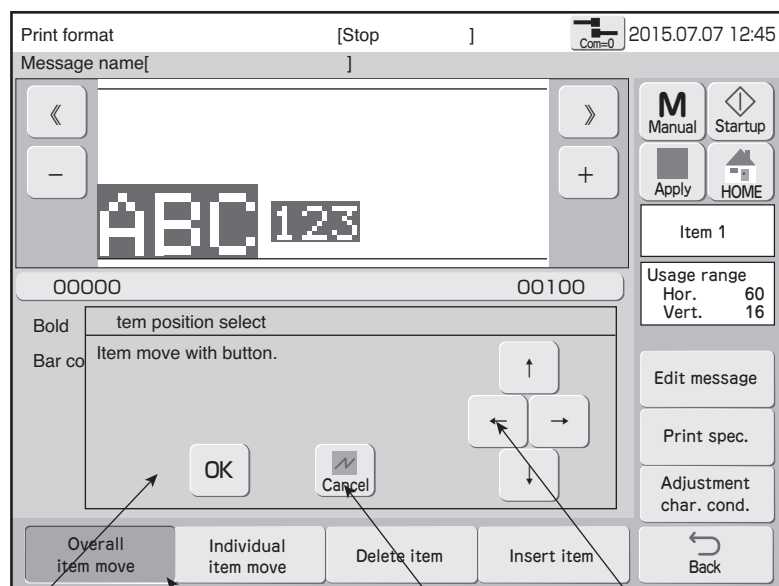 Print format [Stop ] Com=0 2015.07.07 12:45
Message name[ ]
《 》 M Manual Startup
− + Apply HOME
ABC 123
Item 1
00000 00100
Usage range
Hor. 60
Vert. 16
Bold tem position select
Bar co Item move with button.
↑
← →
↓
OK Cancel
Edit message
Print spec.
Adjustment
char. cond.
Overall
item move
Individual
item move
Delete item
Insert item
Back